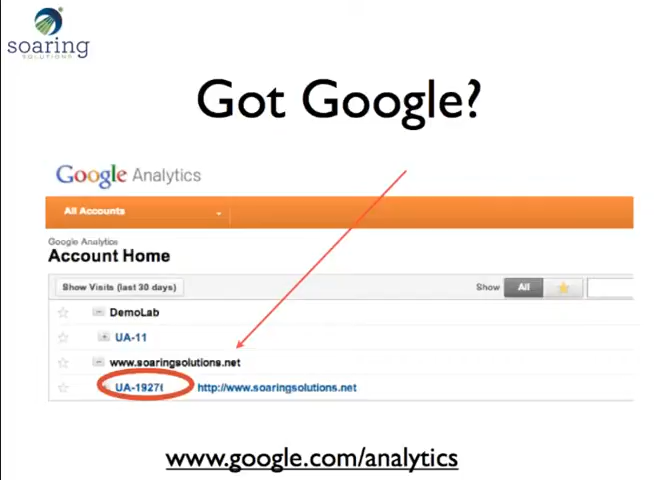 soaring
SOLUTIONS
Got Google?
Google Analytics
All Accounts
Google Analytics
Account Home
Show Visits (last 30 days)
Show All
DemoLab
UA-11
www.soaringsolutions.net
UA-1927 http://www.soaringsolutions.net
www.google.com/analytics